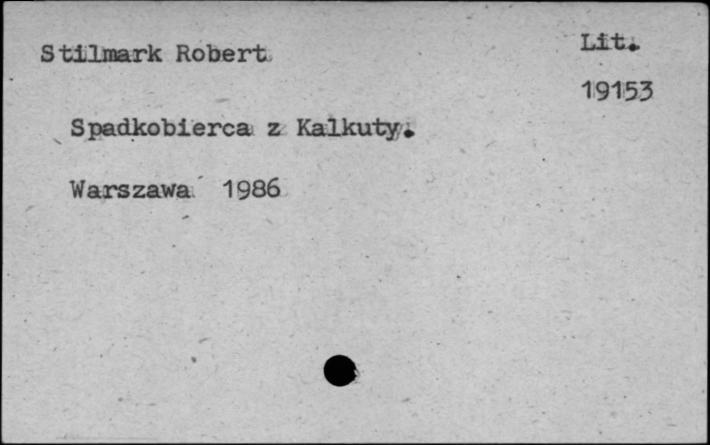 Stilmark Robert
Lit.
19153
Spadkobierca z Kalkuty.
Warszawa 1986